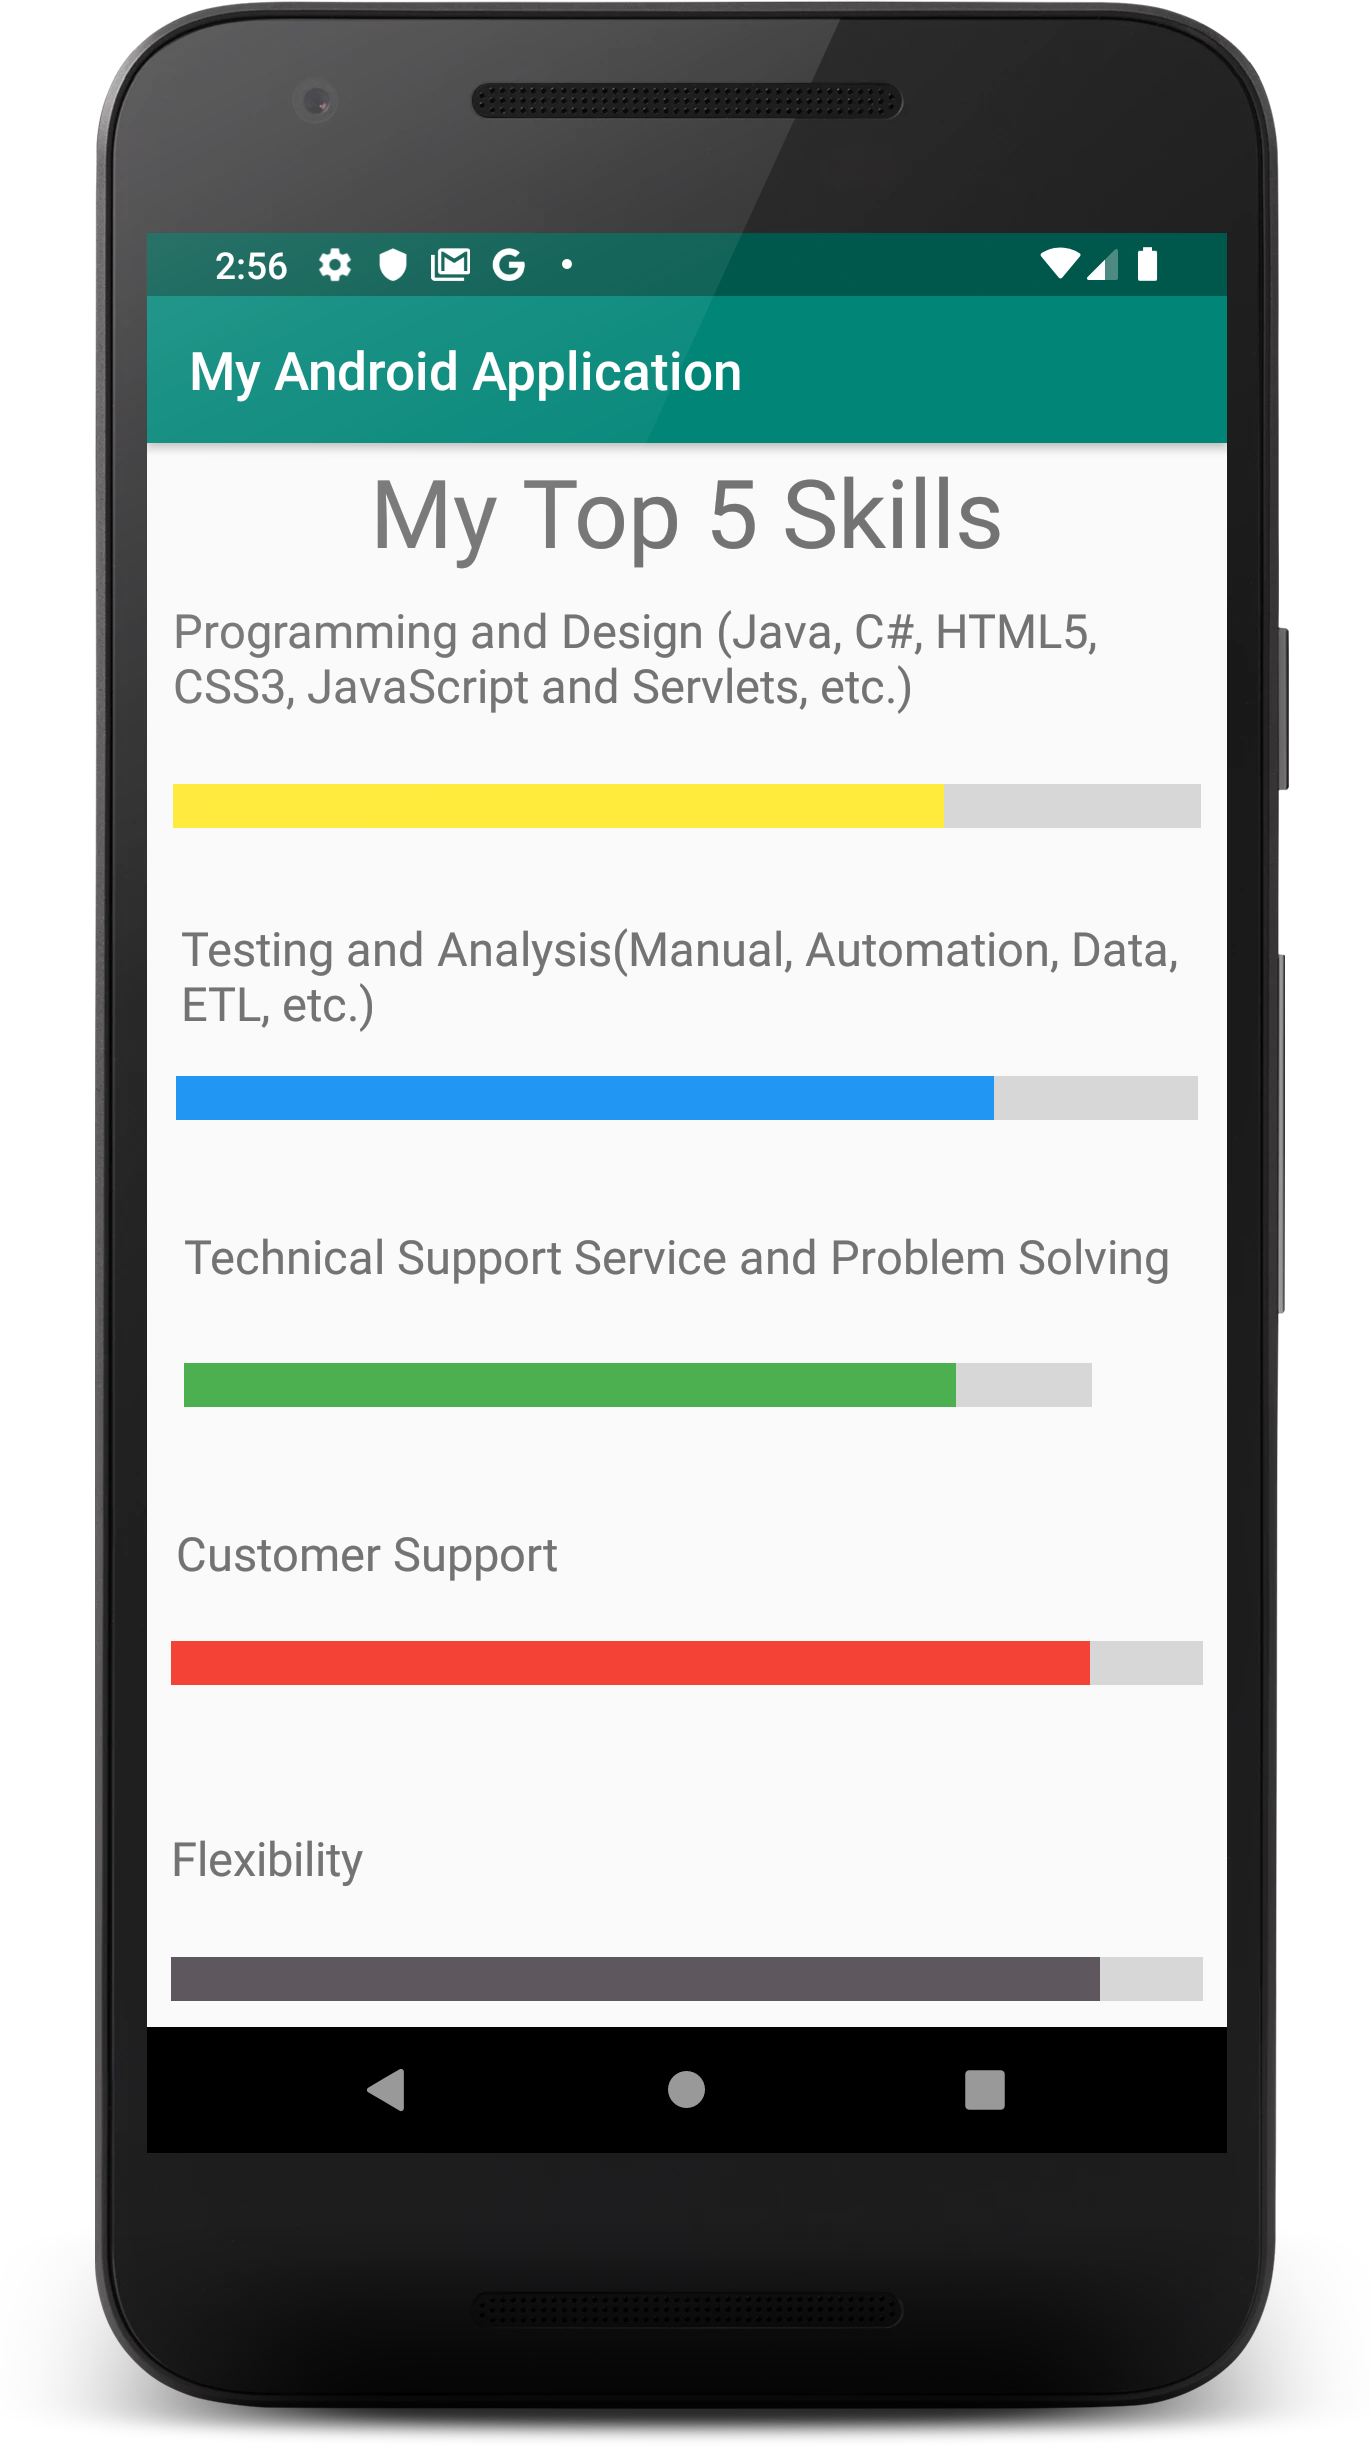 2:56
My Android Application
My Top 5 Skills
Programming and Design (Java, C#, HTML5,
CSS3, JavaScript and Servlets, etc.)
Testing and Analysis(Manual, Automation, Data,
ETL, etc.)
Technical Support Service and Problem Solving
Customer Support
Flexibility